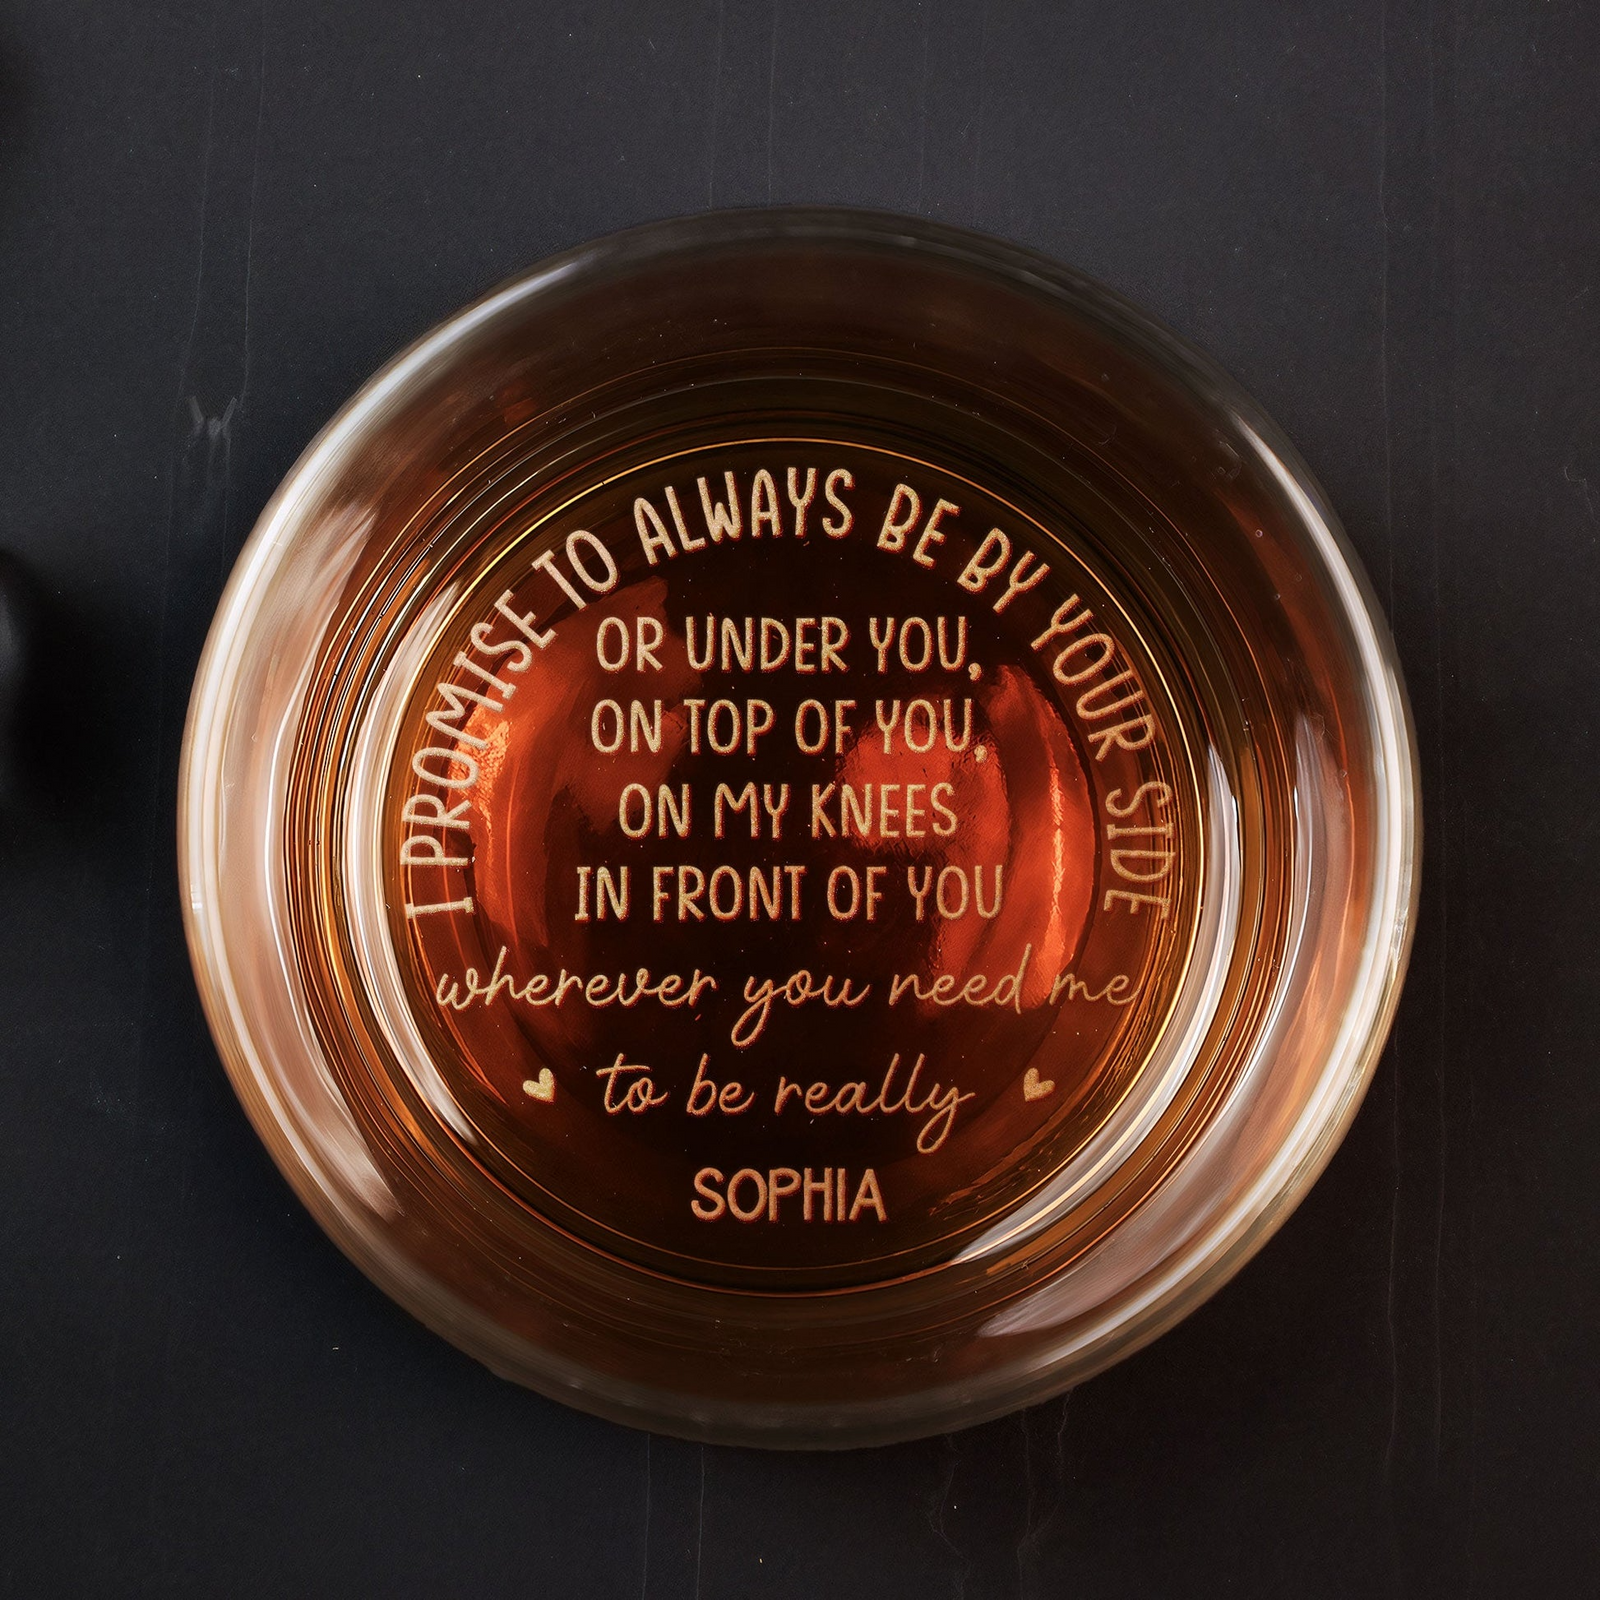 I PROMISE TO ALWAYS BE BY YOUR SIDE
OR UNDER YOU,
ON TOP OF YOU,
ON MY KNEES
IN FRONT OF YOU
wherever you need me
to be really
SOPHIA